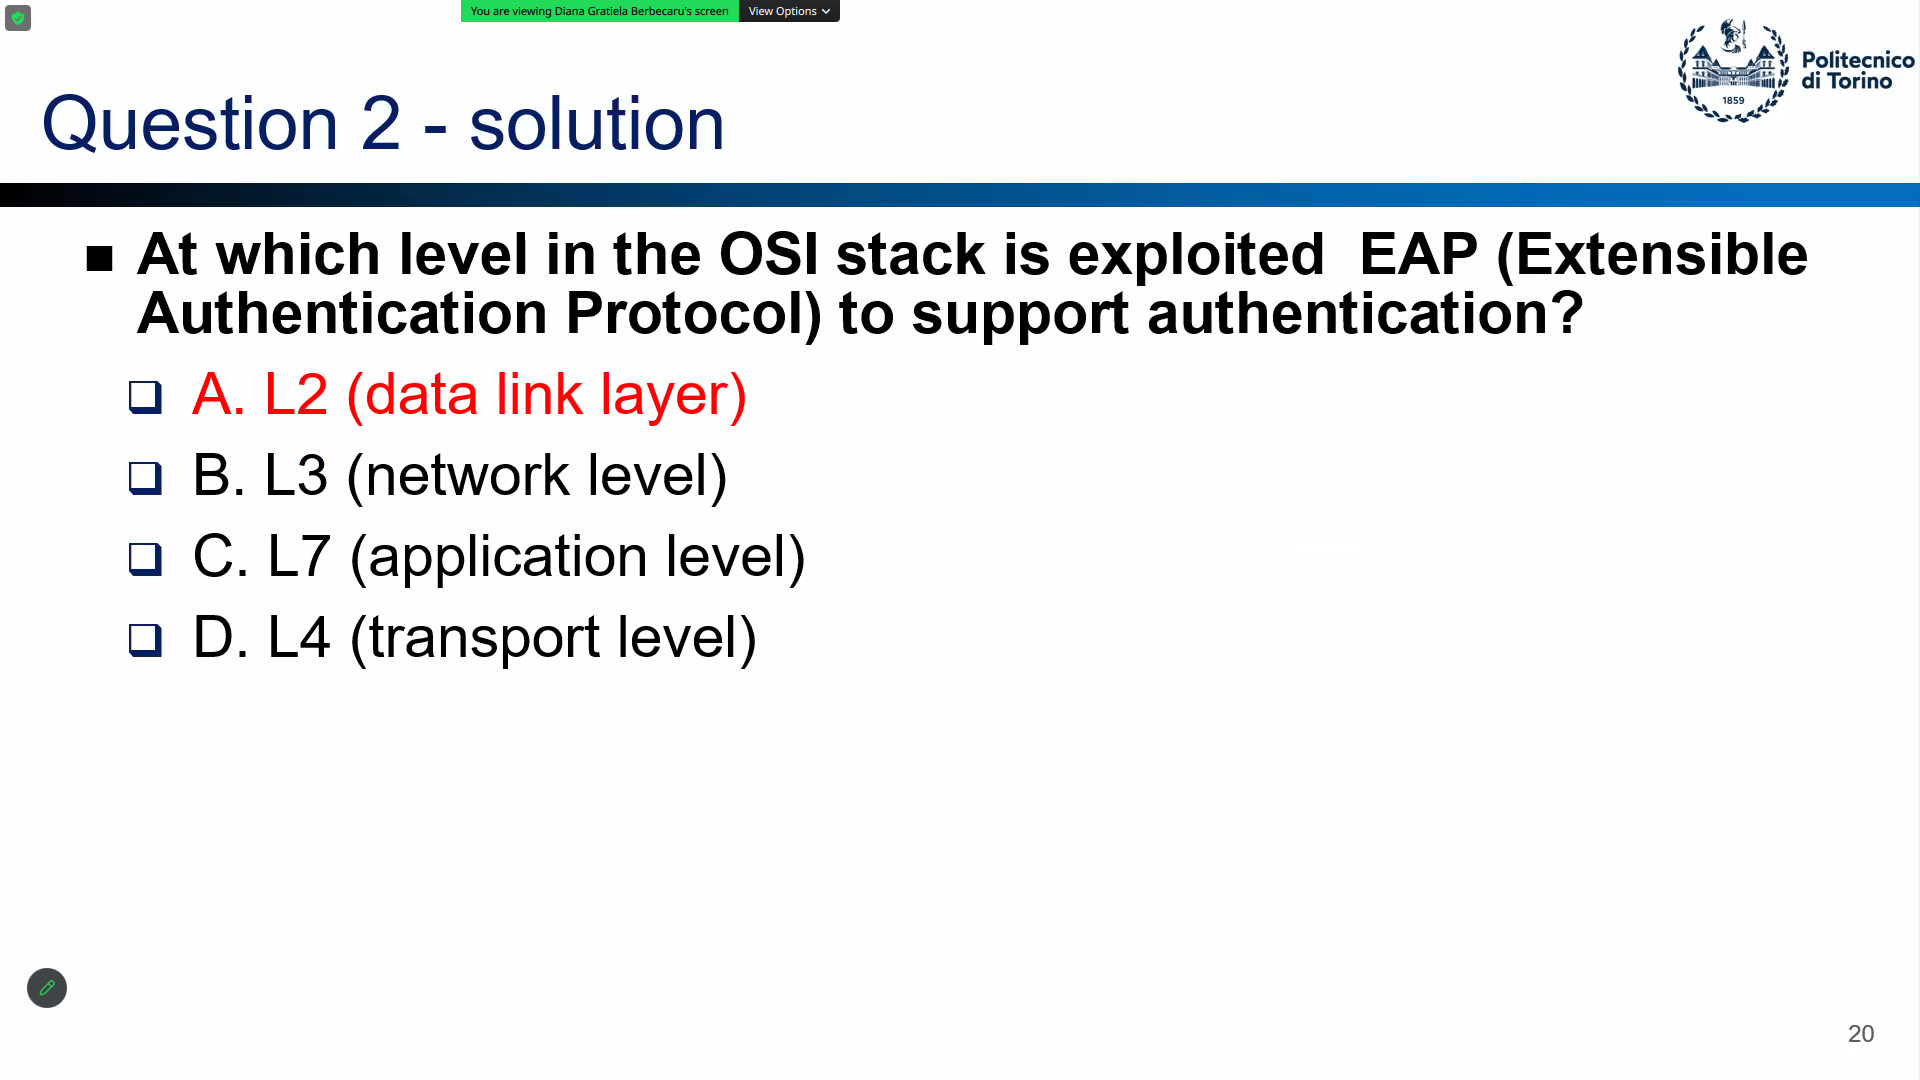 You are viewing Diana Gratiela Berbecaru's screen View Options
Politecnico
di Torino
1859
Question 2 - solution
At which level in the OSI stack is exploited EAP (Extensible
Authentication Protocol) to support authentication?
A. L2 (data link layer)
B. L3 (network level)
C. L7 (application level)
D. L4 (transport level)
20